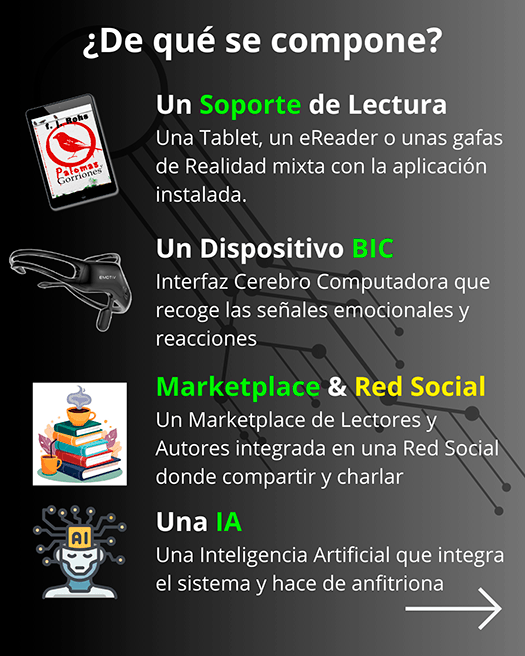 ¿De qué se compone?
Un Soporte de Lectura
Una Tablet, un eReader o unas gafas
de Realidad mixta con la aplicación
instalada.
Palomas
Gorriones
Un Dispositivo BIC
EMOTIV
Interfaz Cerebro Computadora que
recoge las señales emocionales y
reacciones
Marketplace & Red Social
Un Marketplace de Lectores y
Autores integrada en una Red Social
donde compartir y charlar
Una IA
AI
Una Inteligencia Artificial que integra
el sistema y hace de anfitriona